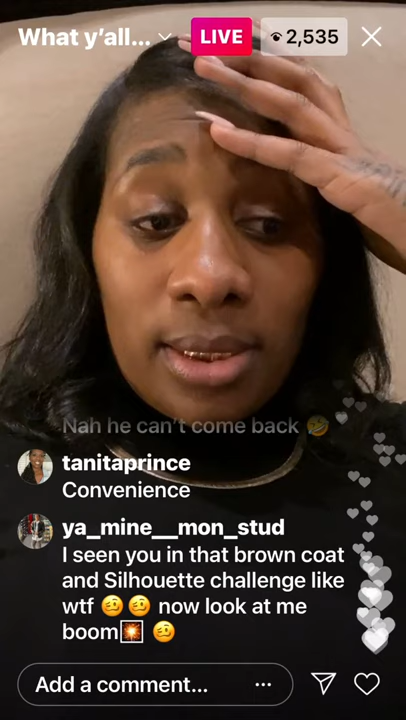 What y'all...
LIVE
2,535
Nah he can't come back 🤣
tanitaprince
Convenience
ya_mine__mon_stud
I seen you in that brown coat
and Silhouette challenge like
wtf 🥴🥴 now look at me
boom💥 🥴
Add a comment...